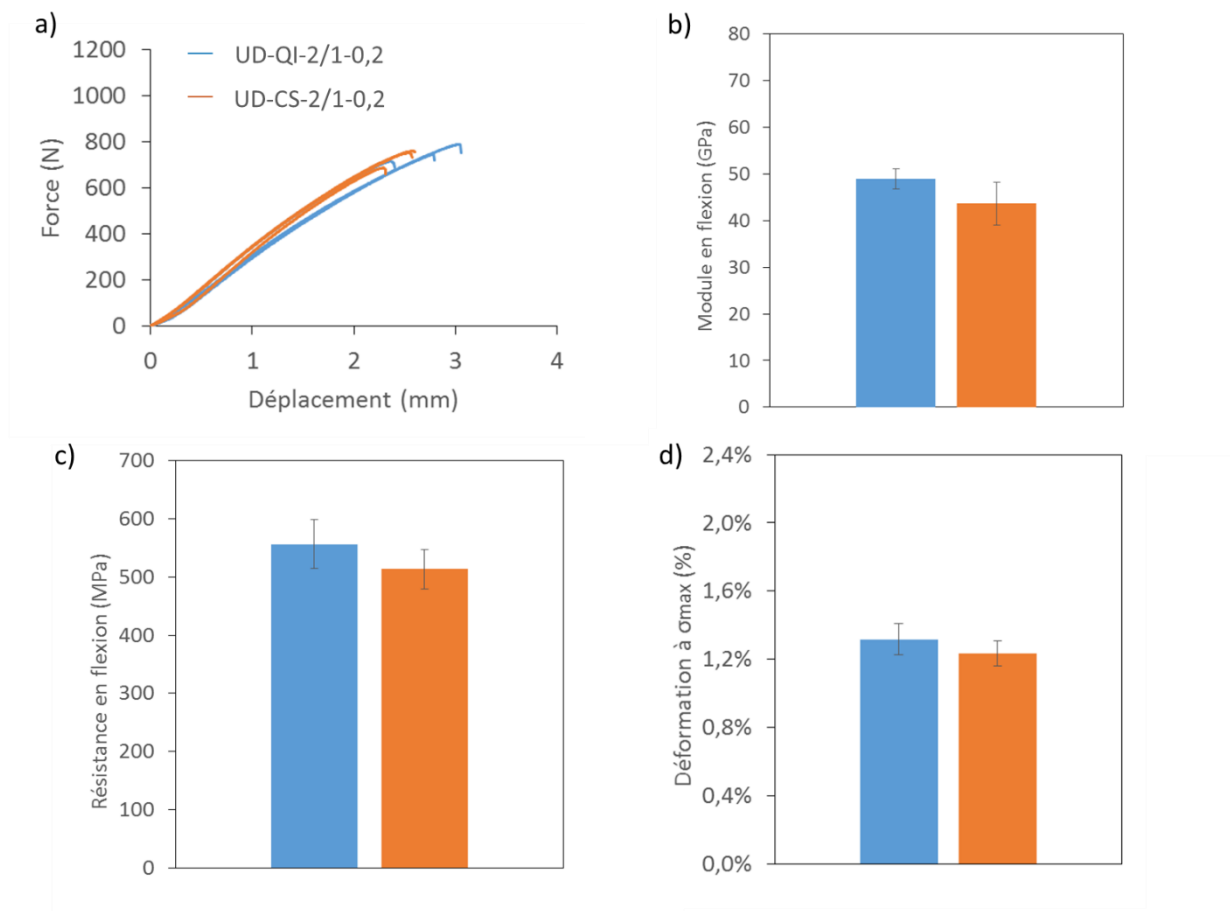 a)
1200
1000
800
600
400
200
0
Force (N)
UD-QI-2/1-0,2
UD-CS-2/1-0,2
0 1 2 3 4
Déplacement (mm)
b)
80
70
60
50
40
30
20
10
0
Module en flexion (GPa)
c)
700
600
500
400
300
200
100
0
Résistance en flexion (MPa)
d)
2,4%
2,0%
1,6%
1,2%
0,8%
0,4%
0,0%
Déformation à σmax (%)